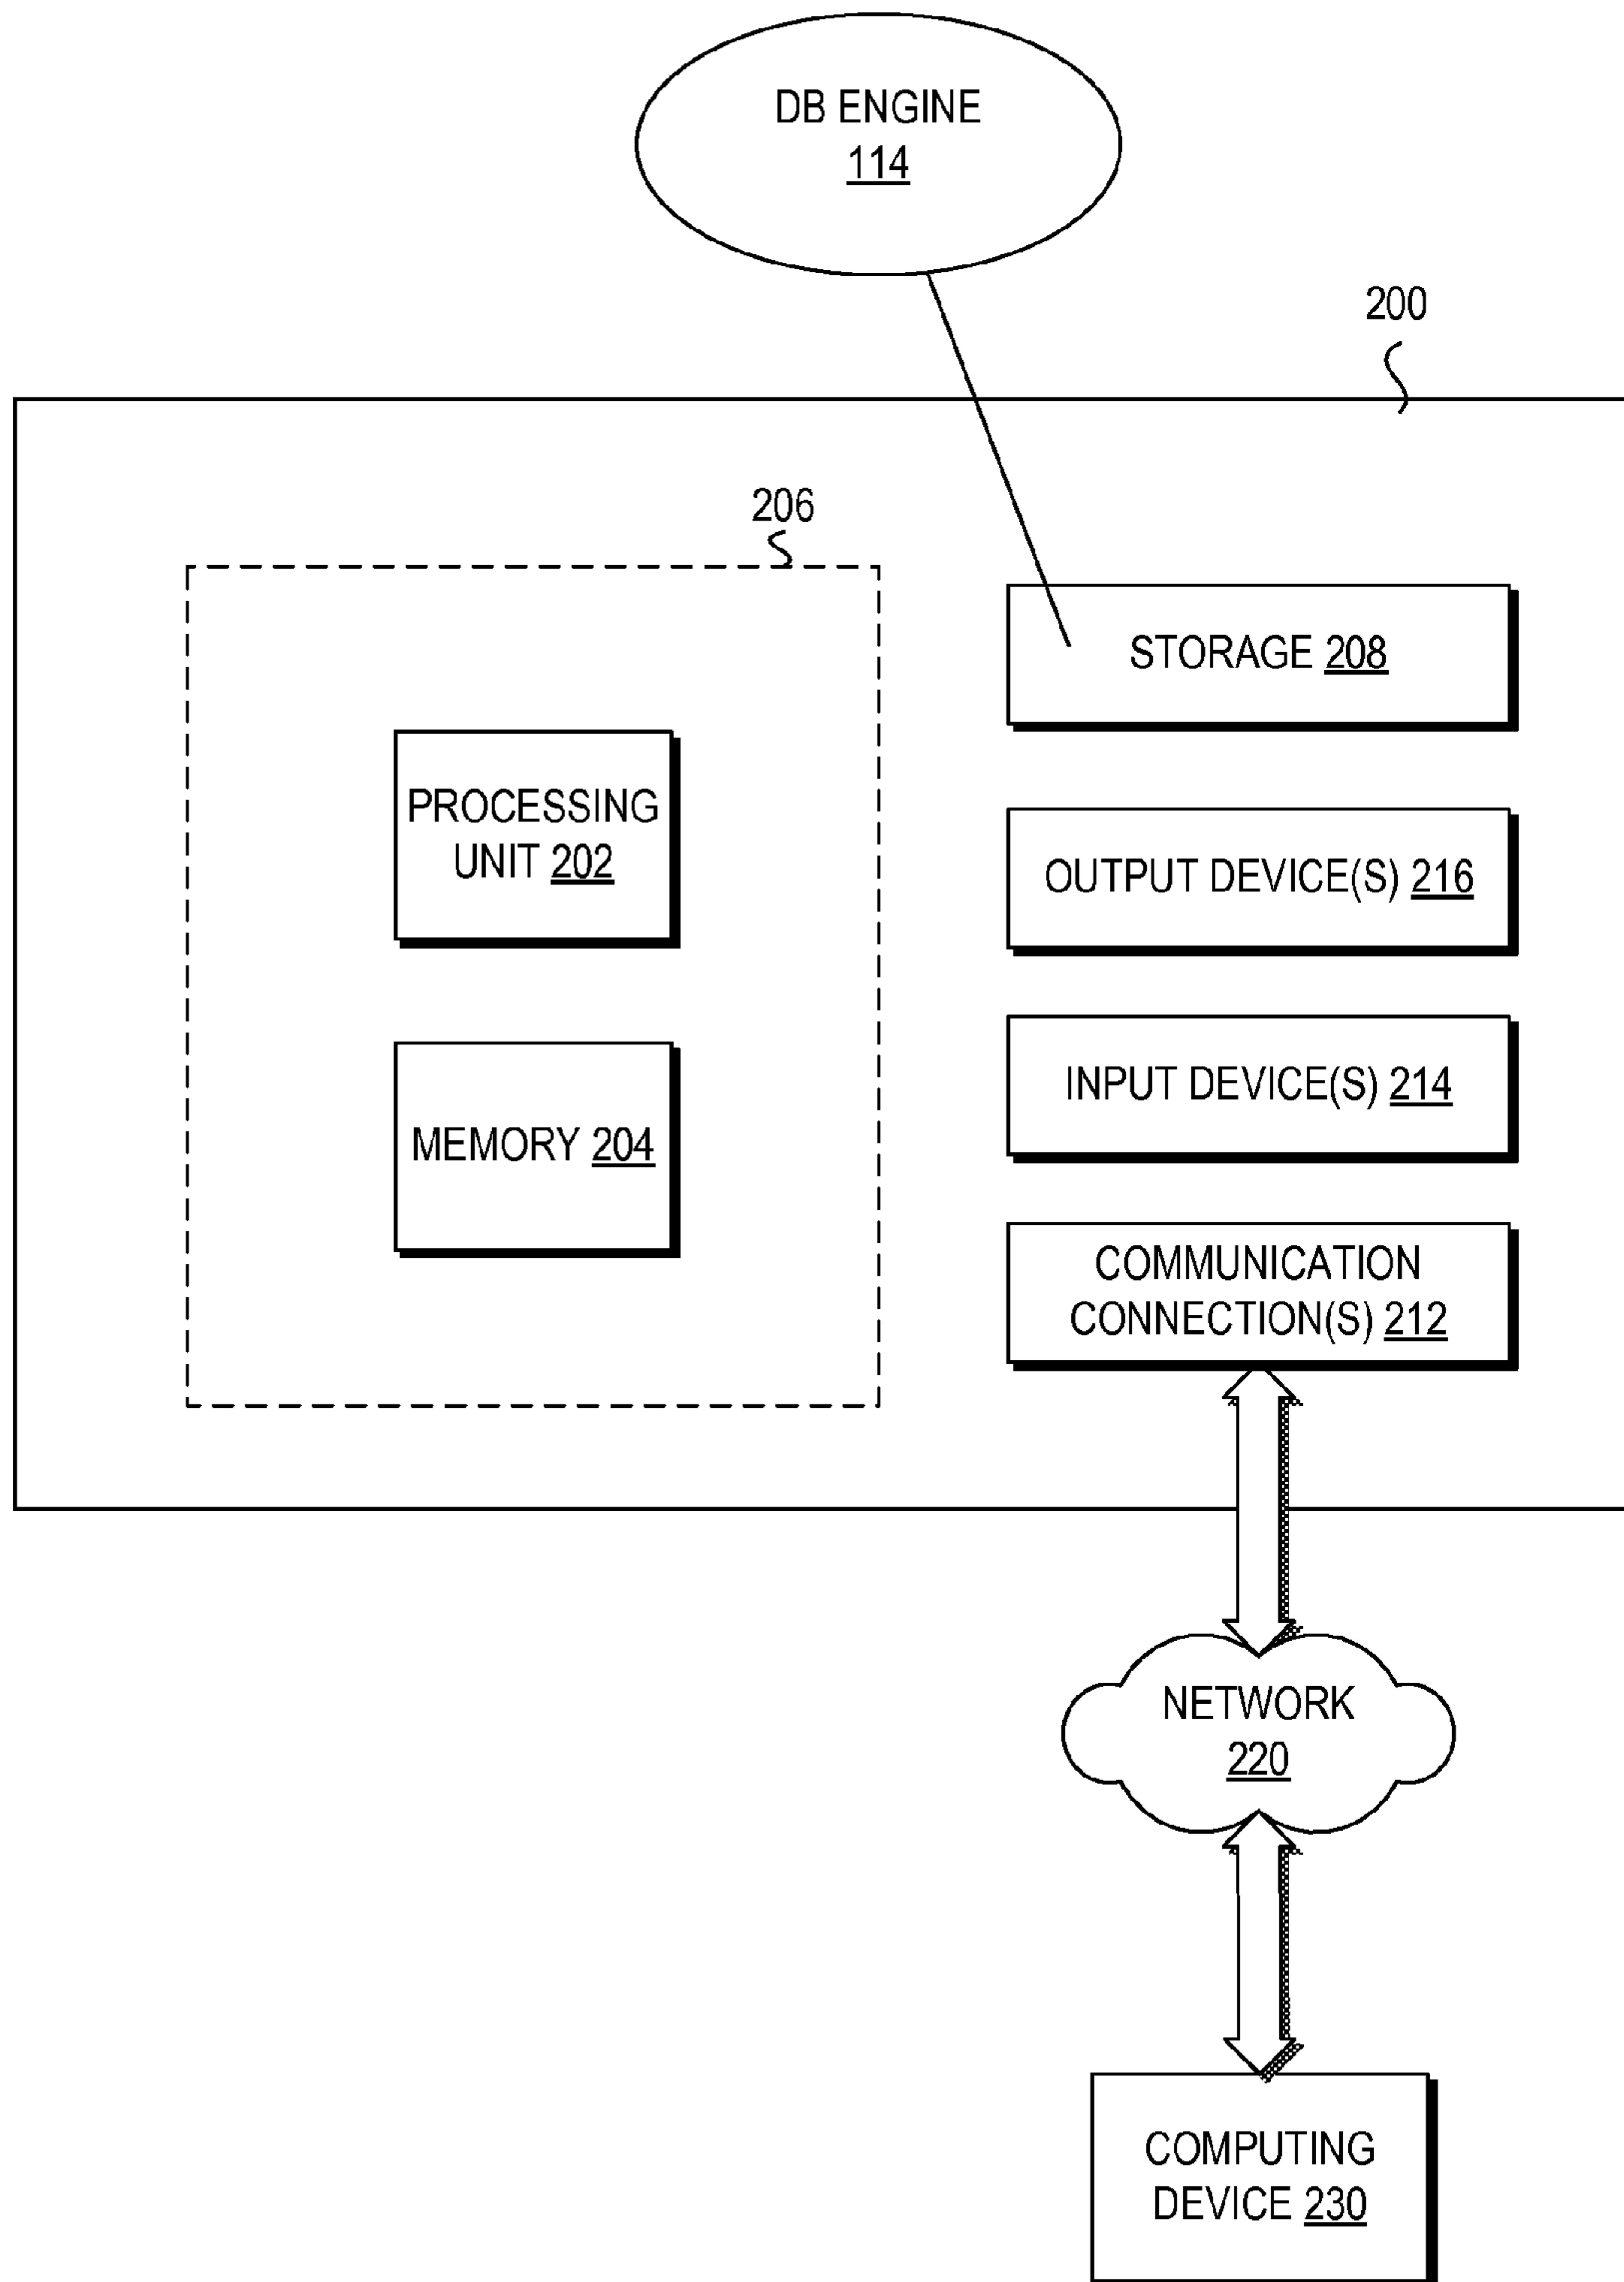 DB ENGINE
114
200
206
STORAGE 208
PROCESSING
UNIT 202
OUTPUT DEVICE(S) 216
INPUT DEVICE(S) 214
MEMORY 204
COMMUNICATION
CONNECTION(S) 212
NETWORK
220
COMPUTING
DEVICE 230